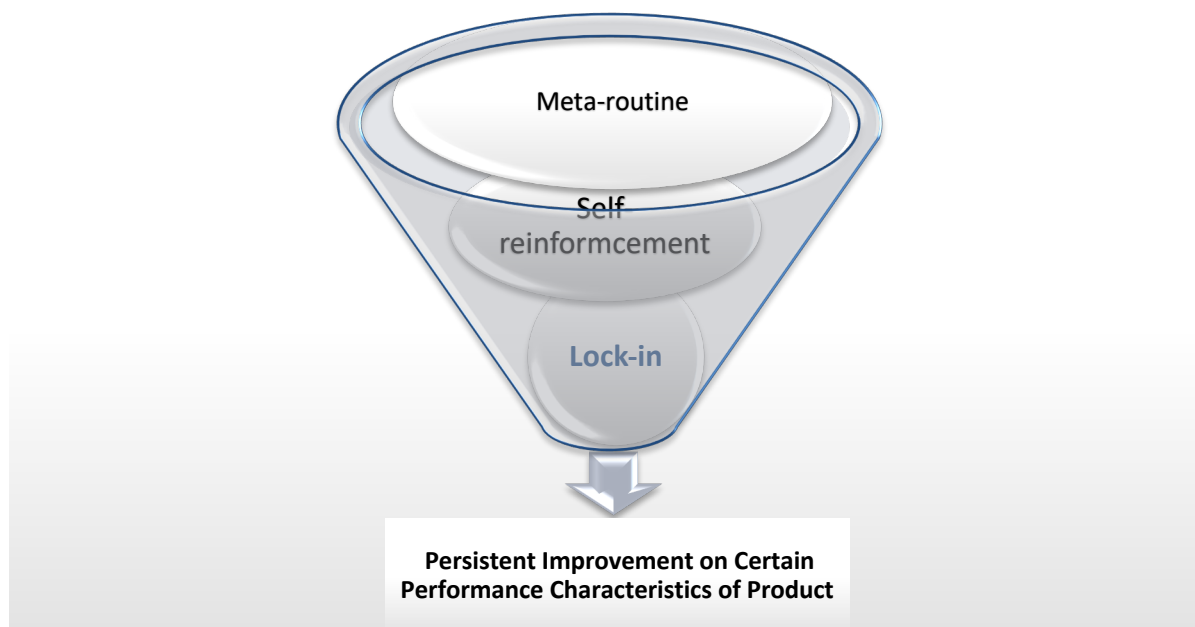 Meta-routine
Self-
reinformcement
Lock-in
Persistent Improvement on Certain
Performance Characteristics of Product